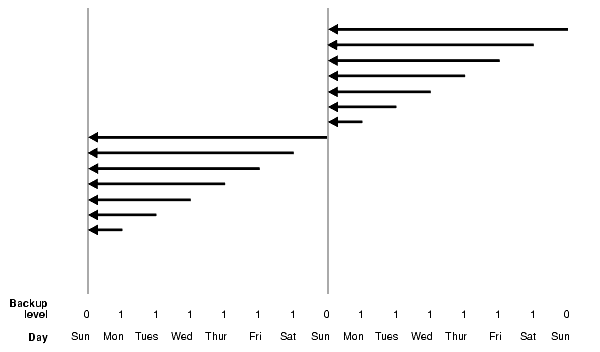 Backup
level 0 1 1 1 1 1 1 0 1 1 1 1 1 1 0
Day Sun Mon Tues Wed Thur Fri Sat Sun Mon Tues Wed Thur Fri Sat Sun